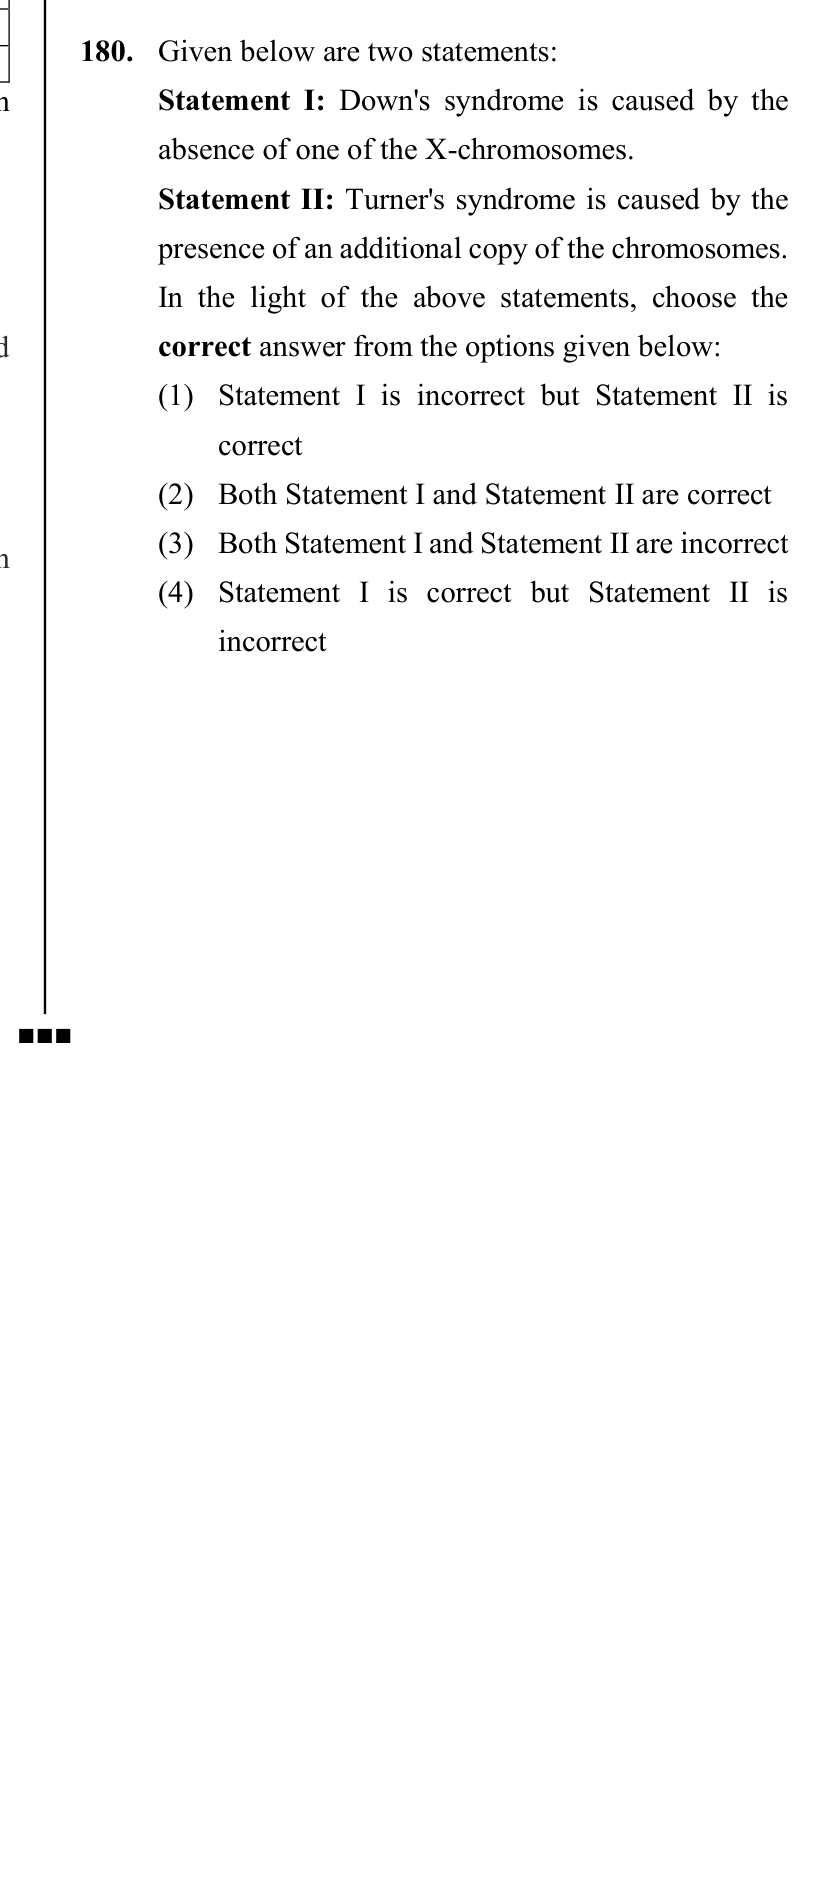 180. Given below are two statements:
Statement I: Down's syndrome is caused by the
absence of one of the X-chromosomes.
Statement II: Turner's syndrome is caused by the
presence of an additional copy of the chromosomes.
In the light of the above statements, choose the
correct answer from the options given below:
(1) Statement I is incorrect but Statement II is
correct
(2) Both Statement I and Statement II are correct
(3) Both Statement I and Statement II are incorrect
(4) Statement I is correct but Statement II is
incorrect